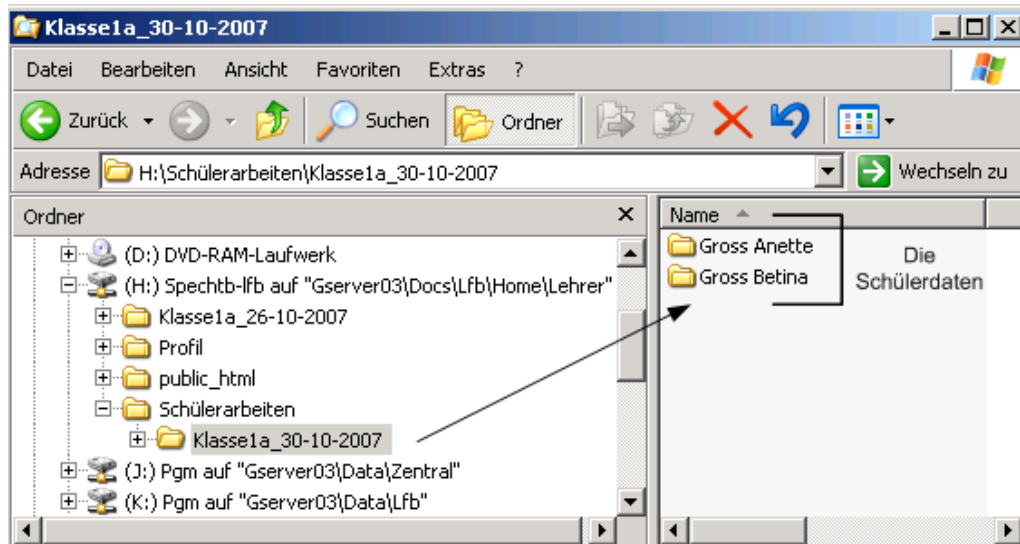 Klasse1a_30-10-2007
Datei Bearbeiten Ansicht Favoriten Extras ?
Zurück Suchen Ordner
Adresse H:\Schülerarbeiten\Klasse1a_30-10-2007 Wechseln zu
Ordner x
(D:) DVD-RAM-Laufwerk
(H:) Spechtb-lfb auf "Gserver03\Docs\Lfb\Home\Lehrer"
Klasse1a_26-10-2007
Profil
public_html
Schülerarbeiten
Klasse1a_30-10-2007
(J:) Pgm auf "Gserver03\Data\Zentral"
(K:) Pgm auf "Gserver03\Data\Lfb"
Name
Gross Anette
Gross Betina
Die
Schülerdaten